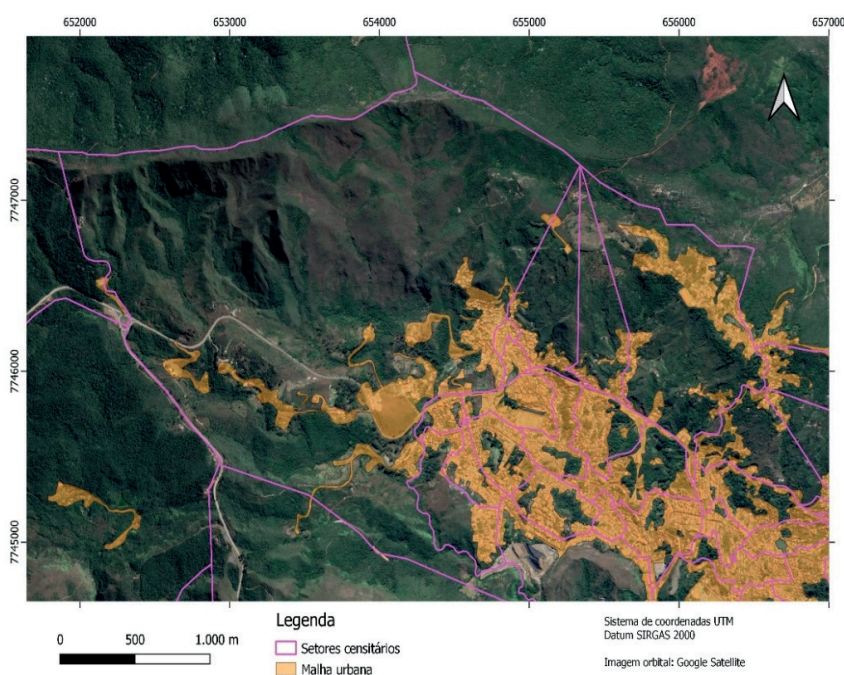 652000 653000 654000 655000 656000 657000
7747000
7746000
7745000
Legenda
Setores censitários
Malha urbana
0 500 1.000 m
Sistema de coordenadas UTM
Datum SIRGAS 2000
Imagem orbital: Google Satellite